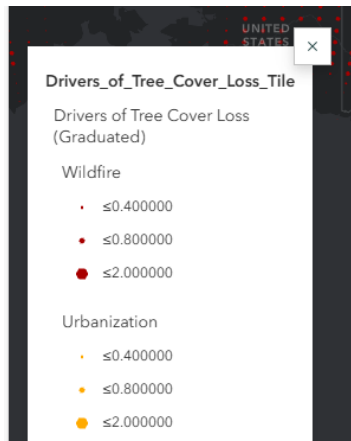 UNITED
STATES
×
Drivers_of_Tree_Cover_Loss_Tile
Drivers of Tree Cover Loss
(Graduated)
Wildfire
≤0.400000
≤0.800000
≤2.000000
Urbanization
≤0.400000
≤0.800000
≤2.000000